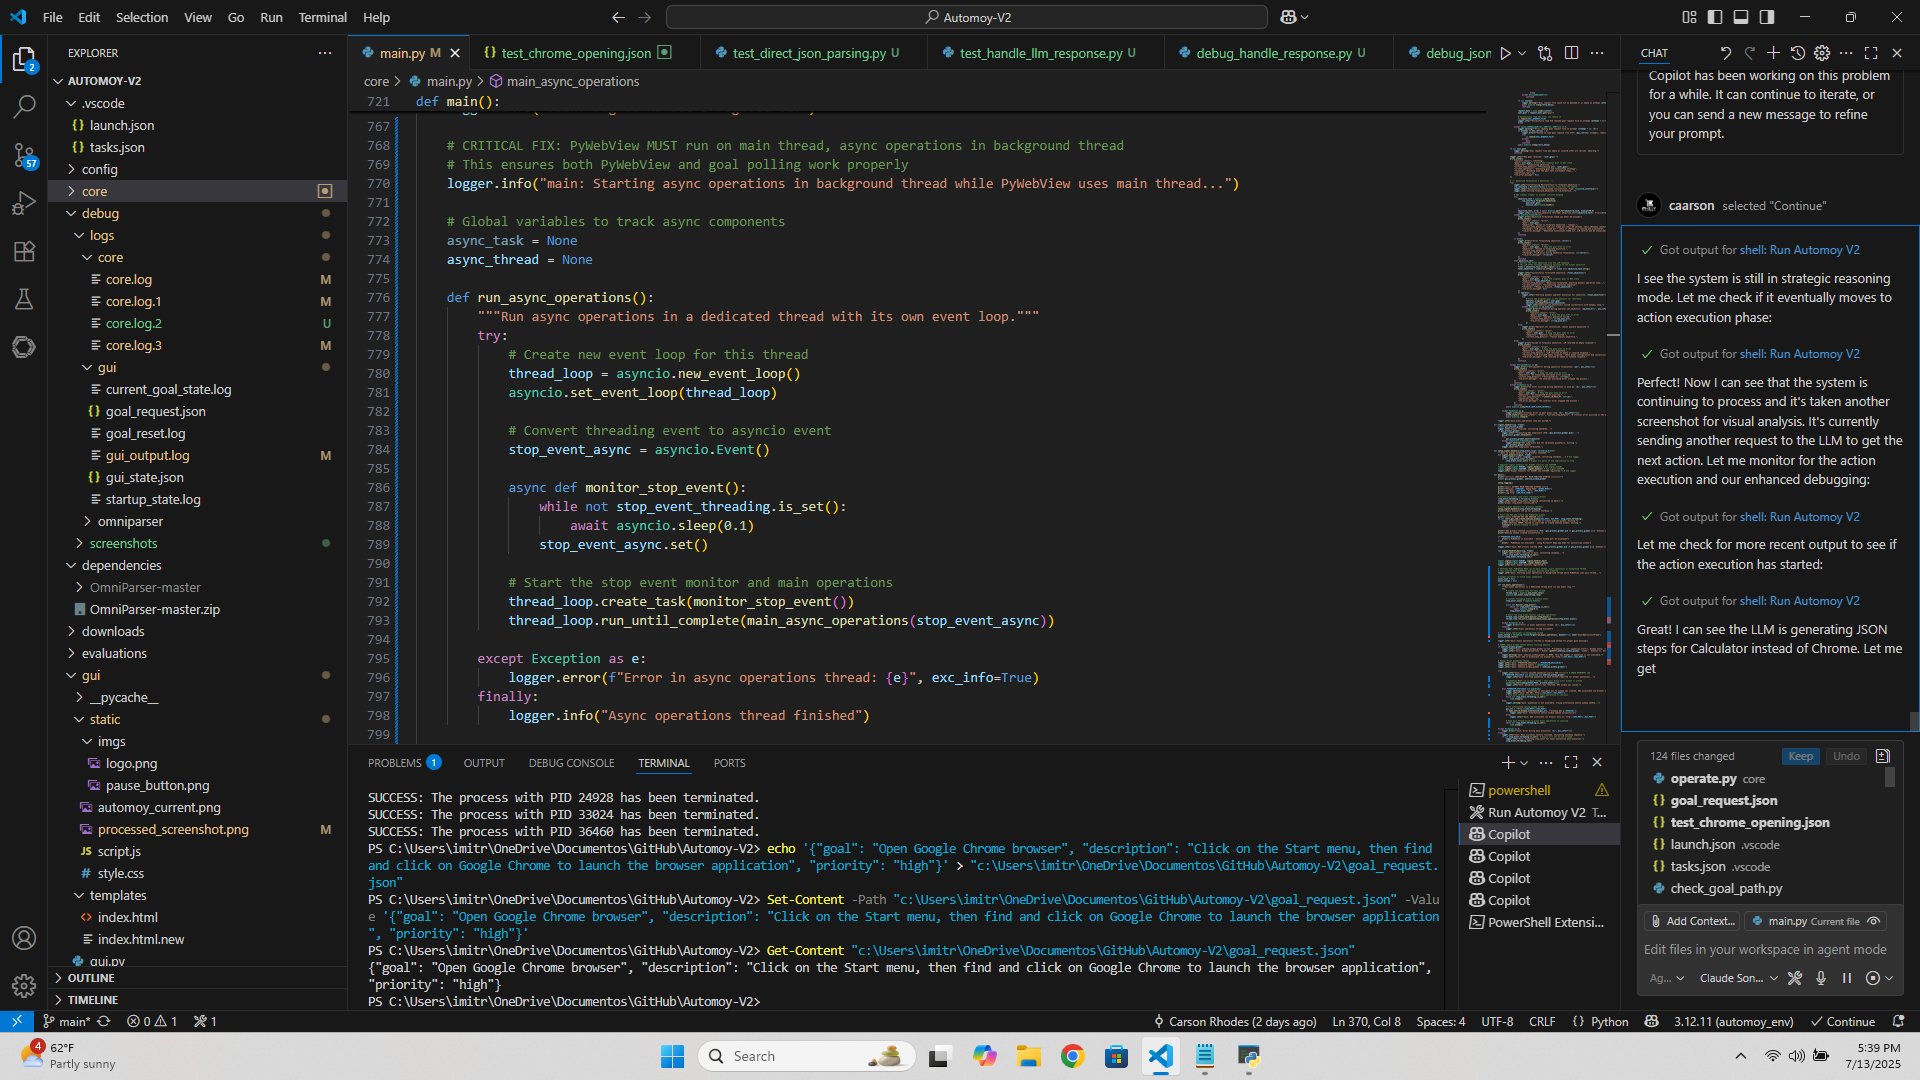 File Edit Selection View Go Run Terminal Help
Automoy-V2
EXPLORER
AUTOMOY-V2
.vscode
launch.json
tasks.json
config
core
debug
logs
core
core.log M
core.log.1 M
core.log.2 U
core.log.3 M
gui
current_goal_state.log
goal_request.json
goal_reset.log
gui_output.log M
gui_state.json
startup_state.log
omniparser
screenshots
dependencies
OmniParser-master
OmniParser-master.zip
downloads
evaluations
gui
__pycache__
static
imgs
logo.png
pause_button.png
automoy_current.png
processed_screenshot.png M
script.js
style.css
templates
index.html
index.html.new
gui.py
OUTLINE
TIMELINE
2
57
main.py M
test_chrome_opening.json
test_direct_json_parsing.py U
test_handle_llm_response.py U
debug_handle_response.py U
debug_json
core > main.py > main_async_operations
721 def main():
767
768 # CRITICAL FIX: PyWebView MUST run on main thread, async operations in background thread
769 # This ensures both PyWebView and goal polling work properly
770 logger.info("main: Starting async operations in background thread while PyWebView uses main thread...")
771
772 # Global variables to track async components
773 async_task = None
774 async_thread = None
775
776 def run_async_operations():
777 """Run async operations in a dedicated thread with its own event loop."""
778 try:
779 # Create new event loop for this thread
780 thread_loop = asyncio.new_event_loop()
781 asyncio.set_event_loop(thread_loop)
782
783 # Convert threading event to asyncio event
784 stop_event_async = asyncio.Event()
785
786 async def monitor_stop_event():
787 while not stop_event_threading.is_set():
788 await asyncio.sleep(0.1)
789 stop_event_async.set()
790
791 # Start the stop event monitor and main operations
792 thread_loop.create_task(monitor_stop_event())
793 thread_loop.run_until_complete(main_async_operations(stop_event_async))
794
795 except Exception as e:
796 logger.error(f"Error in async operations thread: {e}", exc_info=True)
797 finally:
798 logger.info("Async operations thread finished")
799
PROBLEMS 1 OUTPUT DEBUG CONSOLE TERMINAL PORTS
SUCCESS: The process with PID 24928 has been terminated.
SUCCESS: The process with PID 33024 has been terminated.
SUCCESS: The process with PID 36460 has been terminated.
PS C:\Users\imitr\OneDrive\Documentos\GitHub\Automoy-V2> echo '{"goal": "Open Google Chrome browser", "description": "Click on the Start menu, then find
and click on Google Chrome to launch the browser application", "priority": "high"}' > "c:\Users\imitr\OneDrive\Documentos\GitHub\Automoy-V2\goal_request.
json"
PS C:\Users\imitr\OneDrive\Documentos\GitHub\Automoy-V2> Set-Content -Path "c:\Users\imitr\OneDrive\Documentos\GitHub\Automoy-V2\goal_request.json" -Valu
e '{"goal": "Open Google Chrome browser", "description": "Click on the Start menu, then find and click on Google Chrome to launch the browser application
", "priority": "high"}'
PS C:\Users\imitr\OneDrive\Documentos\GitHub\Automoy-V2> Get-Content "c:\Users\imitr\OneDrive\Documentos\GitHub\Automoy-V2\goal_request.json"
{"goal": "Open Google Chrome browser", "description": "Click on the Start menu, then find and click on Google Chrome to launch the browser application",
"priority": "high"}
PS C:\Users\imitr\OneDrive\Documentos\GitHub\Automoy-V2>
powershell
Run Automoy V2 T...
Copilot
Copilot
Copilot
Copilot
PowerShell Extensi...
CHAT
Copilot has been working on this problem
for a while. It can continue to iterate, or
you can send a new message to refine
your prompt.
caarson selected "Continue"
Got output for shell: Run Automoy V2
I see the system is still in strategic reasoning
mode. Let me check if it eventually moves to
action execution phase:
Got output for shell: Run Automoy V2
Perfect! Now I can see that the system is
continuing to process and it's taken another
screenshot for visual analysis. It's currently
sending another request to the LLM to get the
next action. Let me monitor for the action
execution and our enhanced debugging:
Got output for shell: Run Automoy V2
Let me check for more recent output to see if
the action execution has started:
Got output for shell: Run Automoy V2
Great! I can see the LLM is generating JSON
steps for Calculator instead of Chrome. Let me
get
124 files changed Keep Undo
operate.py core
goal_request.json
test_chrome_opening.json
launch.json .vscode
tasks.json .vscode
check_goal_path.py
Add Context... main.py Current file
Edit files in your workspace in agent mode
Ag... Claude Son...
main* 0 1 1
Carson Rhodes (2 days ago) Ln 370, Col 8 Spaces: 4 UTF-8 CRLF {} Python 3.12.11 (automoy_env) Continue
4
62°F
Partly sunny
Search
5:39 PM
7/13/2025